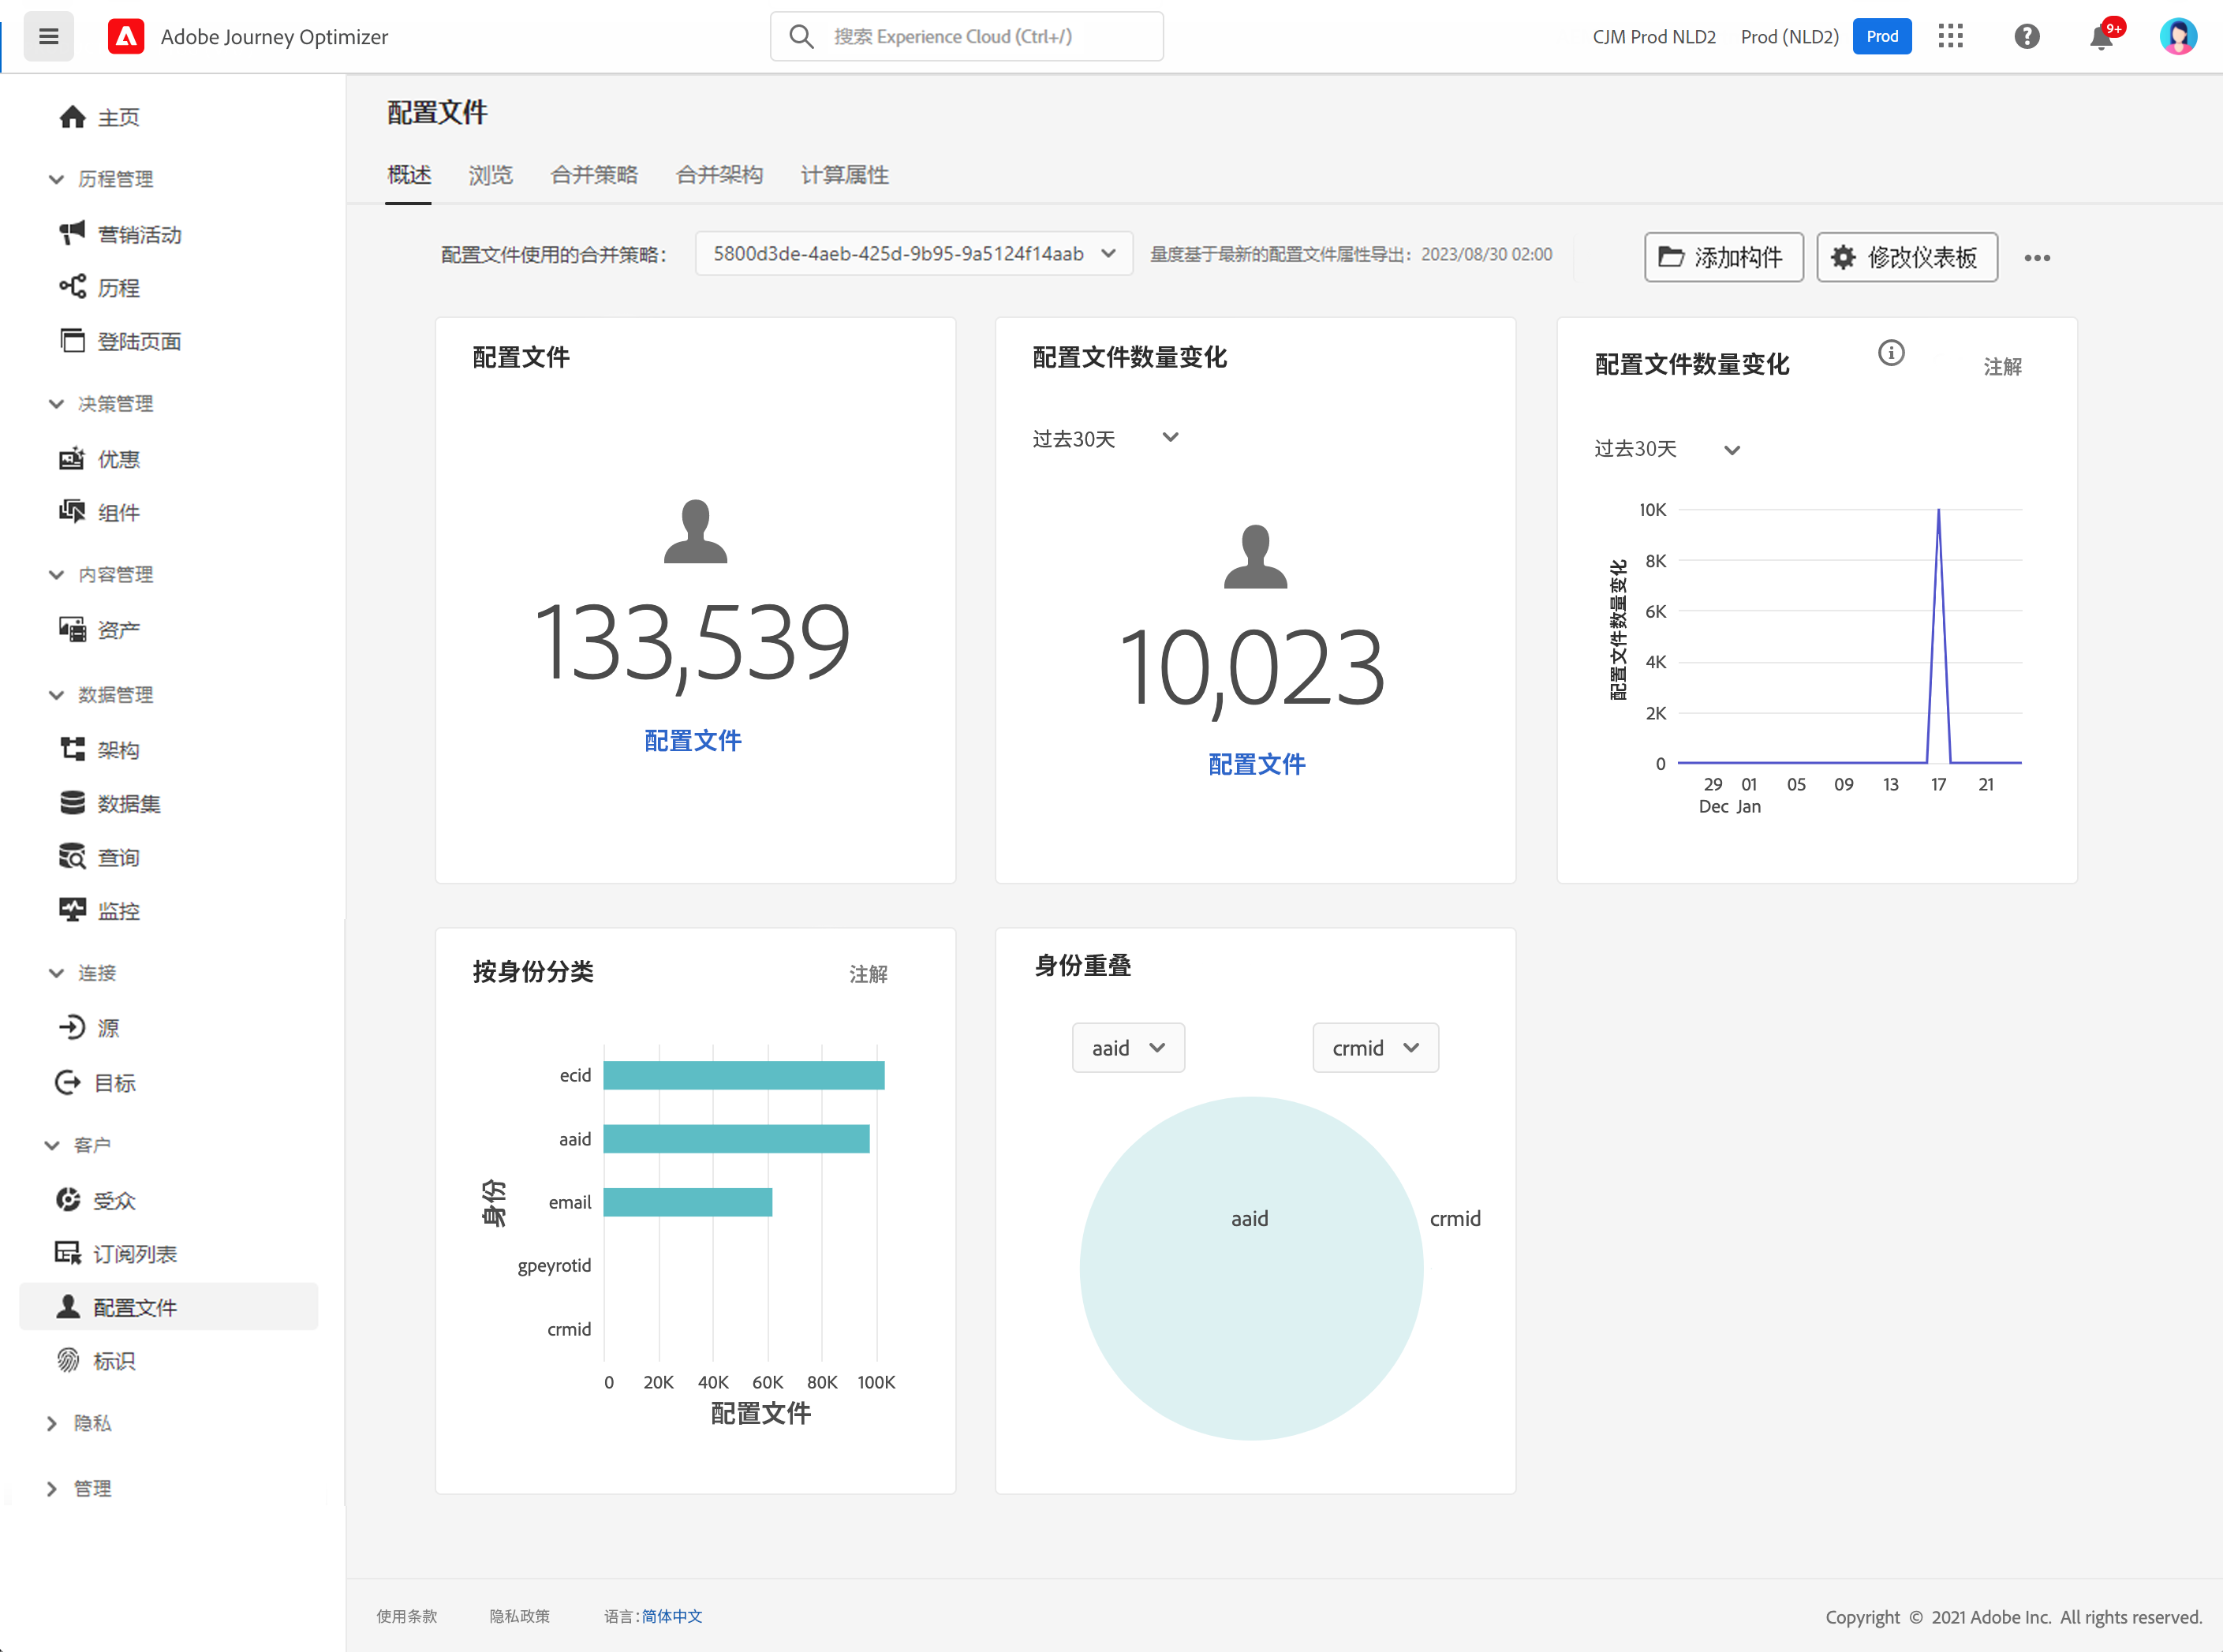 Adobe Journey Optimizer
搜索 Experience Cloud (Ctrl+/)
CJM Prod NLD2
Prod (NLD2)
Prod
9+
主页
历程管理
营销活动
历程
登陆页面
决策管理
优惠
组件
内容管理
资产
数据管理
架构
数据集
查询
监控
连接
源
目标
客户
受众
订阅列表
配置文件
标识
隐私
管理
配置文件
概述
浏览
合并策略
合并架构
计算属性
配置文件使用的合并策略：
5800d3de-4aeb-425d-9b95-9a5124f14aab
量度基于最新的配置文件属性导出：2023/08/30 02:00
添加构件
修改仪表板
配置文件
133,539
配置文件
配置文件数量变化
过去30天
10,023
配置文件
配置文件数量变化
注解
过去30天
配置文件数量变化
10K
8K
6K
4K
2K
0
29 01 05 09 13 17 21
Dec Jan
按身份分类
注解
身份
ecid
aaid
email
gpeyrotid
crmid
0 20K 40K 60K 80K 100K
配置文件
身份重叠
aaid
crmid
aaid
crmid
使用条款
隐私政策
语言：简体中文
Copyright © 2021 Adobe Inc. All rights reserved.